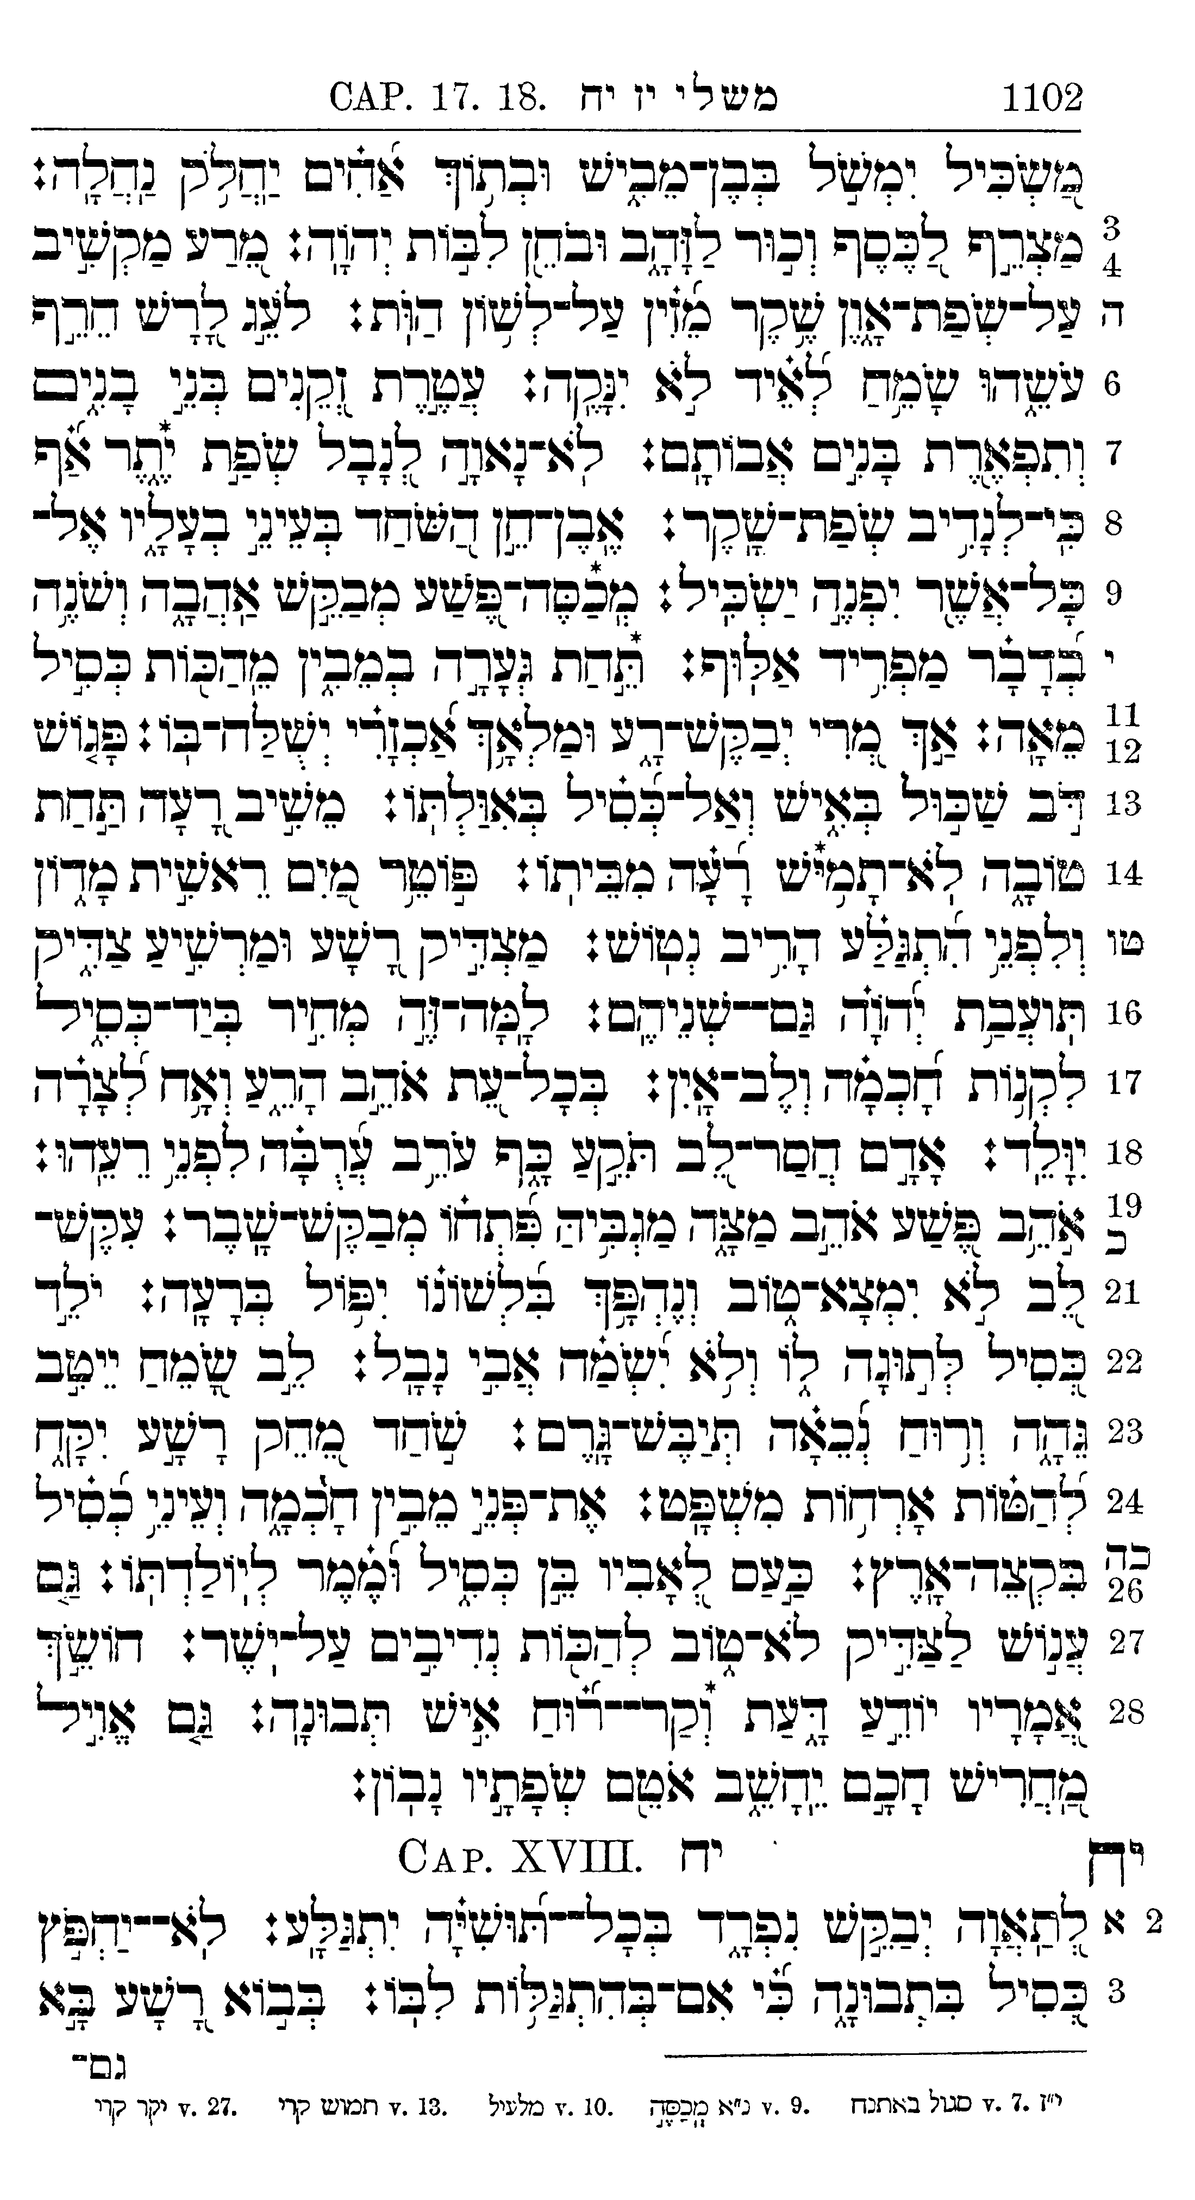 1102 משלי יז יח CAP. 17. 18.
מַשְׂכִּיל יִמְשֹׁל בְּבֶן־מֵבִישׁ וּבְתוֹךְ אַחִים יַחֲלֹק נַחֲלָה׃
3 4 מַצְרֵף לַכֶּסֶף וְכוּר לַזָּהָב וּבֹחֵן לִבּוֹת יְהוָה׃ מֵרַע מַקְשִׁיב
ה עַל־שְׂפַת־אָוֶן שֶׁקֶר מֵזִין עַל־לְשׁוֹן הַוֺּת׃ לֹעֵג לָרָשׁ חֵרֵף
6 עֹשֵׂהוּ שָׂמֵחַ לְאֵיד לֹא יִנָּקֶה׃ עֲטֶרֶת זְקֵנִים בְּנֵי בָנִים
7 וְתִפְאֶרֶת בָּנִים אֲבוֹתָם׃ לֹא־נָאוָה לְנָבָל שְׂפַת יֶתֶר* אַף
8 כִּי־לְנָדִיב שְׂפַת־שָׁקֶר׃ אֶבֶן־חֵן הַשֹּׁחַד בְּעֵינֵי בְעָלָיו אֶל־
9 כָּל־אֲשֶׁר יִפְנֶה יַשְׂכִּיל׃ מְכַסֶּה*־פֶּשַׁע מְבַקֵּשׁ אַהֲבָה וְשֹׁנֶה
י בְדָבָר מַפְרִיד אַלּוּף׃ תֵּחַת* גְּעָרָה בְמֵבִין מֵהַכּוֹת כְּסִיל
11 12 מֵאָה׃ אַךְ מְרִי יְבַקֶּשׁ־רָע וּמַלְאָךְ אַכְזָרִי יְשֻׁלַּח־בּוֹ׃ פָּגוֹשׁ
13 דֹּב שַׁכּוּל בְּאִישׁ וְאַל־כְּסִיל בְּאִוַּלְתּוֹ׃ מֵשִׁיב רָעָה תַּחַת
14 טוֹבָה לֹא־תָמִישׁ* רָעָה מִבֵּיתוֹ׃ פּוֹטֵר מַיִם רֵאשִׁית מָדוֹן
טו וְלִפְנֵי הִתְגַּלַּע הָרִיב נְטוֹשׁ׃ מַצְדִּיק רָשָׁע וּמַרְשִׁיעַ צַדִּיק
16 תּוֹעֲבַת יְהוָה גַּם־שְׁנֵיהֶם׃ לָמָּה־זֶּה מְחִיר בְּיַד־כְּסִיל
17 לִקְנוֹת חָכְמָה וְלֶב־אָיִן׃ בְּכָל־עֵת אֹהֵב הָרֵעַ וְאָח לְצָרָה
18 יִוָּלֵד׃ אָדָם חֲסַר־לֵב תֹּקֵעַ כָּף עֹרֵב עֲרֻבָּה לִפְנֵי רֵעֵהוּ׃
19 כ אֹהֵב פֶּשַׁע אֹהֵב מַצָּה מַגְבִּיהַּ פִּתְחוֹ מְבַקֶּשׁ־שָׁבֶר׃ עִקֶּשׁ־
21 לֵב לֹא יִמְצָא־טוֹב וְנֶהְפָּךְ בִּלְשׁוֹנוֹ יִפּוֹל בְּרָעָה׃ יֹלֵד
22 כְּסִיל לְתוּגָה לוֹ וְלֹא יִשְׂמַח אֲבִי נָבָל׃ לֵב שָׂמֵחַ יֵיטִב
23 גֵּהָה וְרוּחַ נְכֵאָה תְּיַבֶּשׁ־גָּרֶם׃ שֹׁחַד מֵחֵק רָשָׁע יִקָּח
24 לְהַטּוֹת אָרְחוֹת מִשְׁפָּט׃ אֶת־פְּנֵי מֵבִין חָכְמָה וְעֵינֵי כְסִיל
כה 26 בִּקְצֵה־אָרֶץ׃ כַּעַס לְאָבִיו בֵּן כְּסִיל וּמֶמֶר לְיוֹלַדְתּוֹ׃ גַּם
27 עֲנוֹשׁ לַצַּדִּיק לֹא־טוֹב לְהַכּוֹת נְדִיבִים עַל־יֹשֶׁר׃ חוֹשֵׂךְ
28 אֲמָרָיו יוֹדֵעַ דָּעַת וְקַר*־רוּחַ אִישׁ תְּבוּנָה׃ גַּם אֱוִיל
מַחֲרִישׁ חָכָם יֵחָשֵׁב אֹטֵם שְׂפָתָיו נָבוֹן׃
יח יח CAP. XVIII.
2 א לְתַאֲוָה יְבַקֵּשׁ נִפְרָד בְּכָל־תּוּשִׁיָּה יִתְגַּלָּע׃ לֹא־יַחְפֹּץ
3 כְּסִיל בִּתְבוּנָה כִּי אִם־בְּהִתְגַּלּוֹת לִבּוֹ׃ בְּבוֹא רָשָׁע בָּא
גם־
י״ז v. 7. סגול באתנח v. 9. נ״א מְכַסֶּה v. 10. מלעיל v. 13. תמוש קרי v. 27. יקר קרי